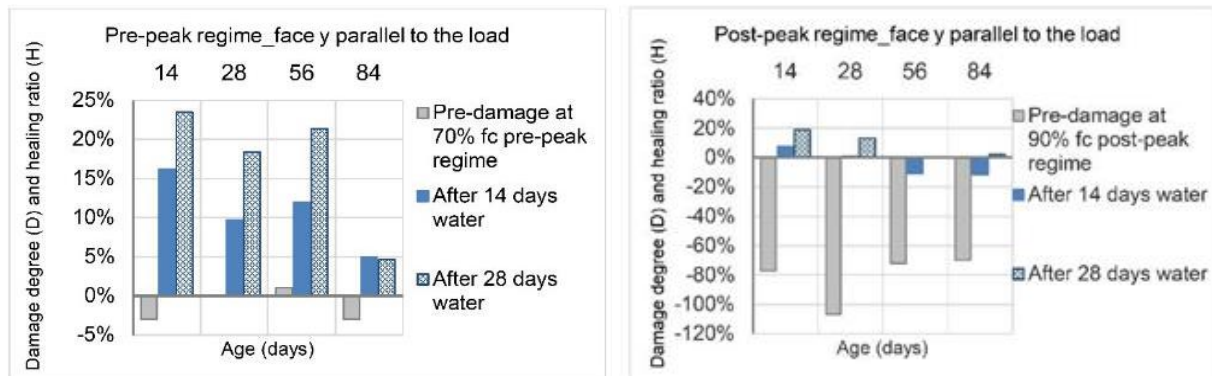 Pre-peak regime_face y parallel to the load
14 28 56 84
Damage degree (D) and healing ratio (H)
25%
20%
15%
10%
5%
0%
-5%
Age (days)
Pre-damage at
70% fc pre-peak
regime
After 14 days
water
After 28 days
water
Post-peak regime_face y parallel to the load
14 28 56 84
Damage degree (D) and healing ratio (H)
40%
20%
0%
-20%
-40%
-60%
-80%
-100%
-120%
Age (days)
Pre-damage at
90% fc post-peak
regime
After 14 days water
After 28 days water